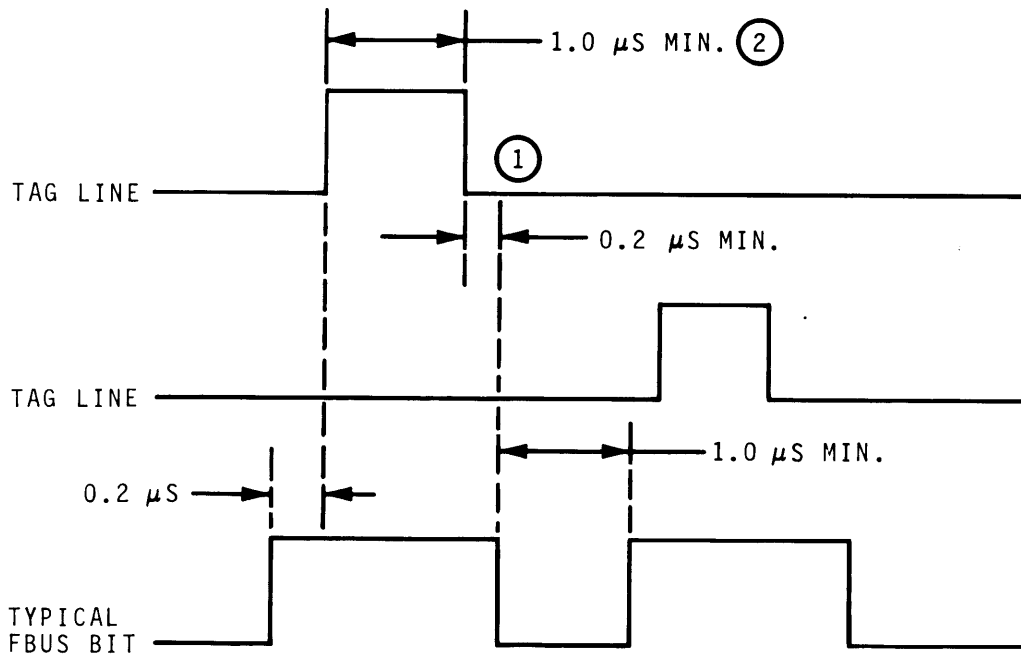 1.0 μS MIN. 2
1
TAG LINE
0.2 μS MIN.
TAG LINE
1.0 μS MIN.
0.2 μS
TYPICAL
FBUS BIT